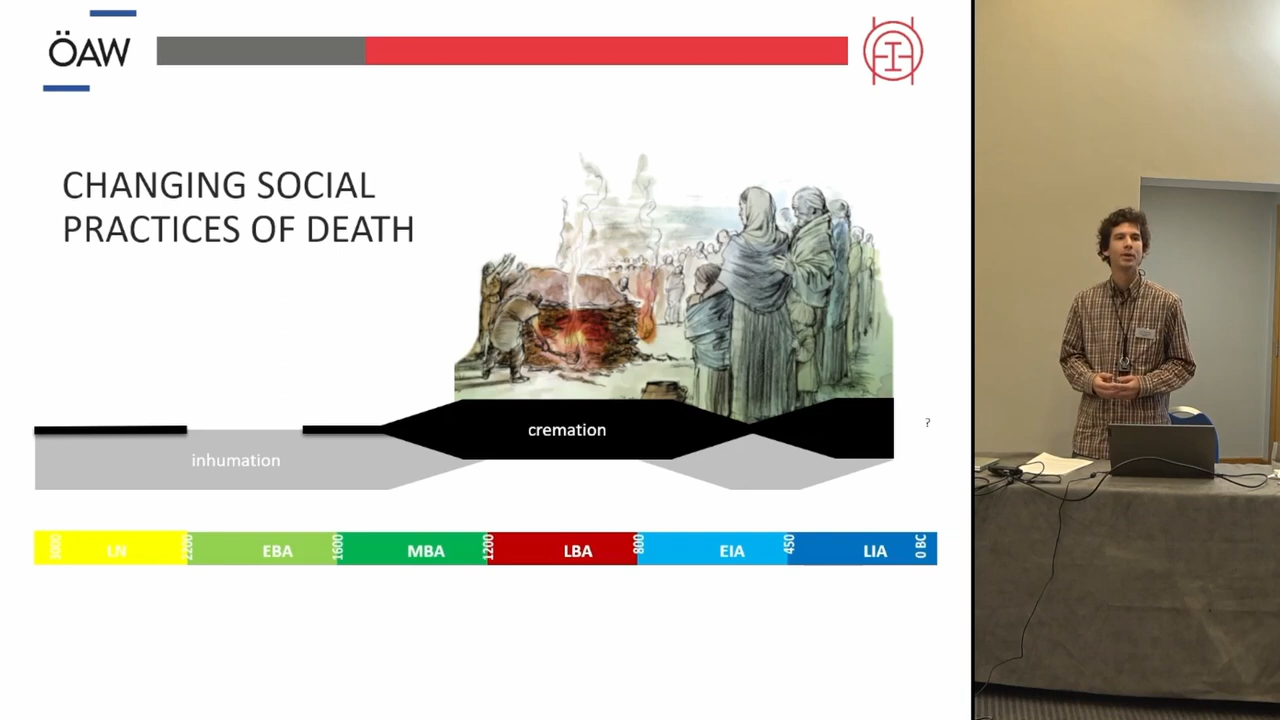 ÖAW
CHANGING SOCIAL
PRACTICES OF DEATH
cremation
?
inhumation
3000 LN 2200 EBA 1600 MBA 1200 LBA 800 EIA 450 LIA 0 BC